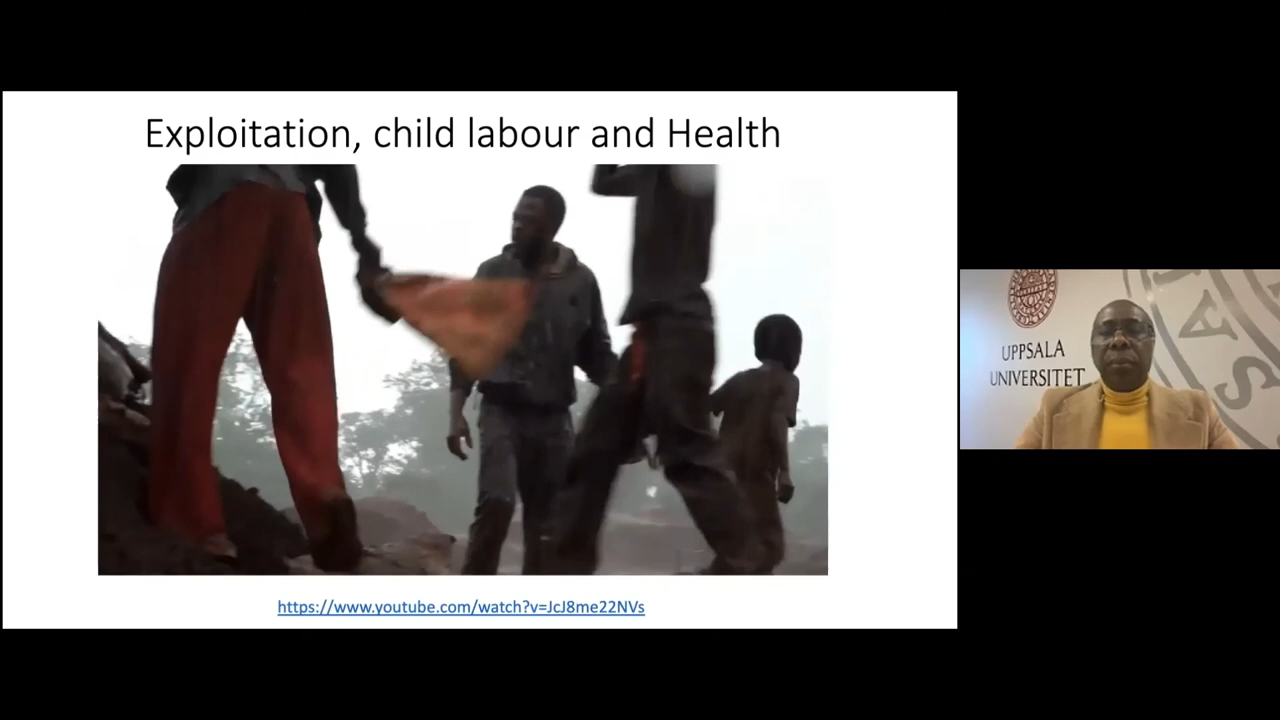 Exploitation, child labour and Health
https://www.youtube.com/watch?v=JcJ8me22NVs
UPPSALA
UNIVERSITET